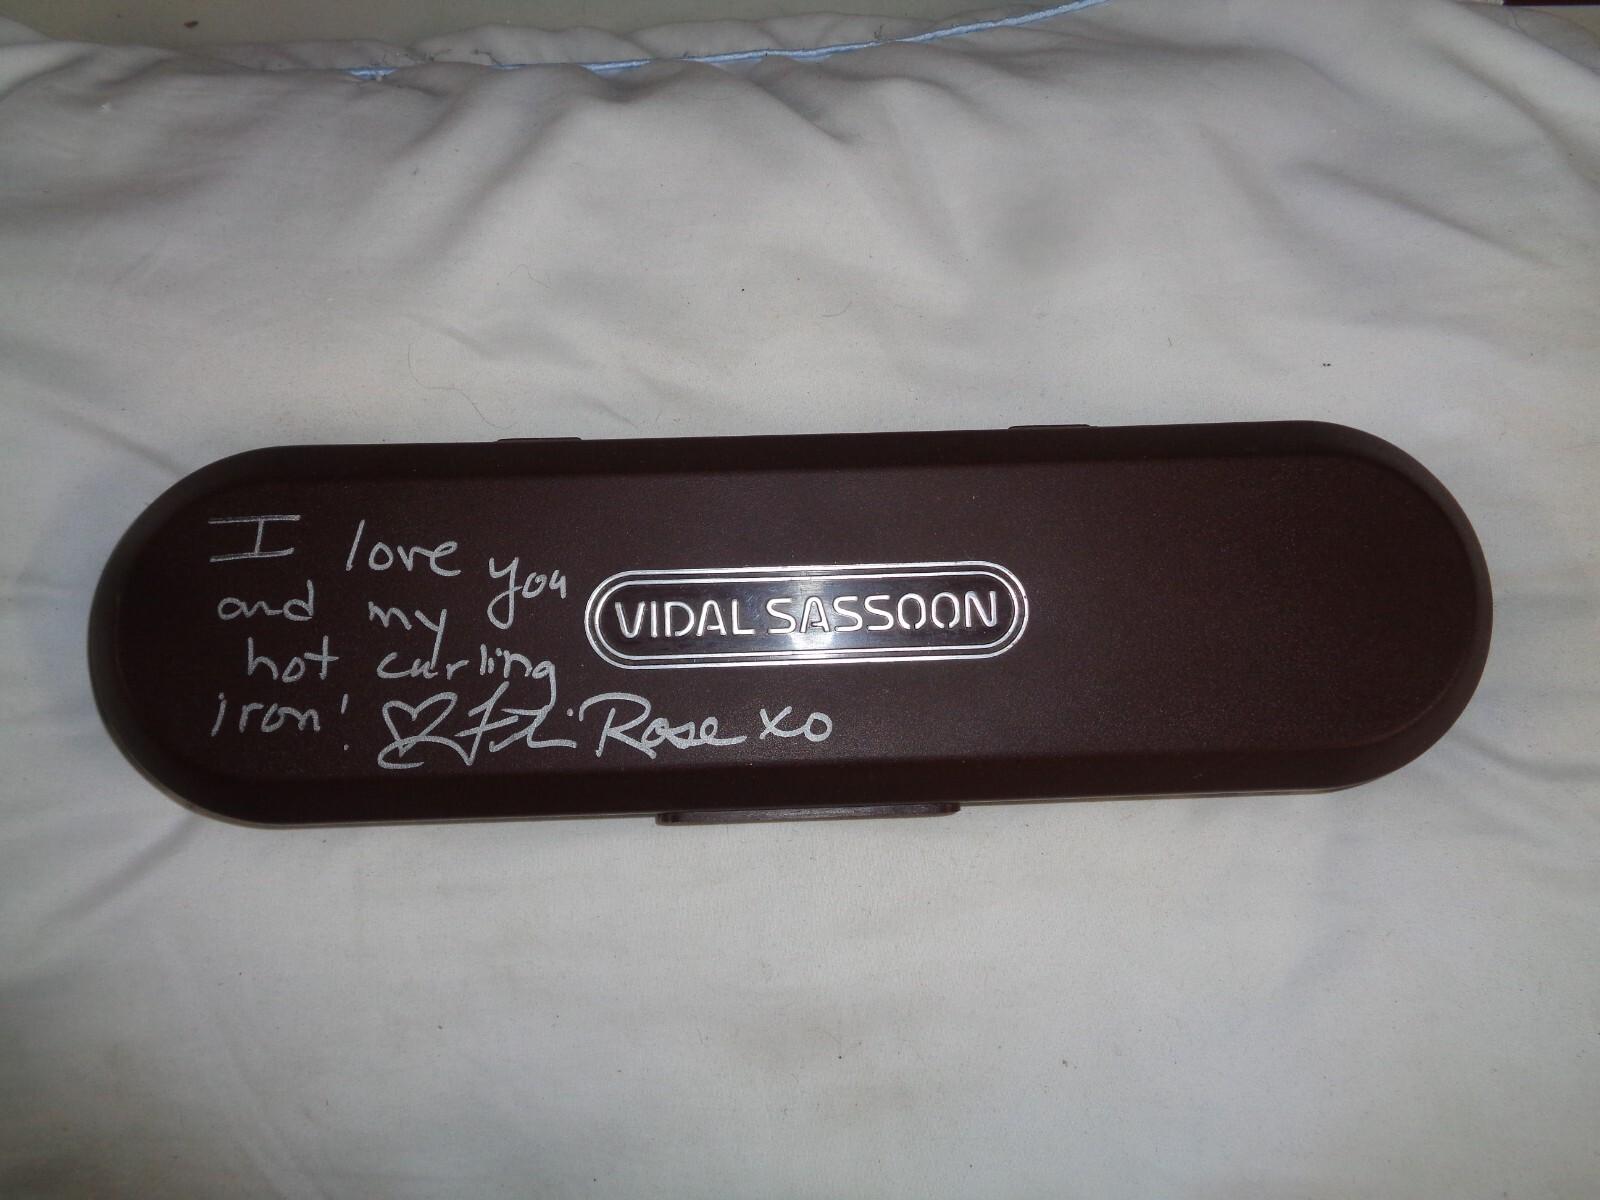 I love you
and my
hot curling
iron! Rose xo
VIDAL SASSOON